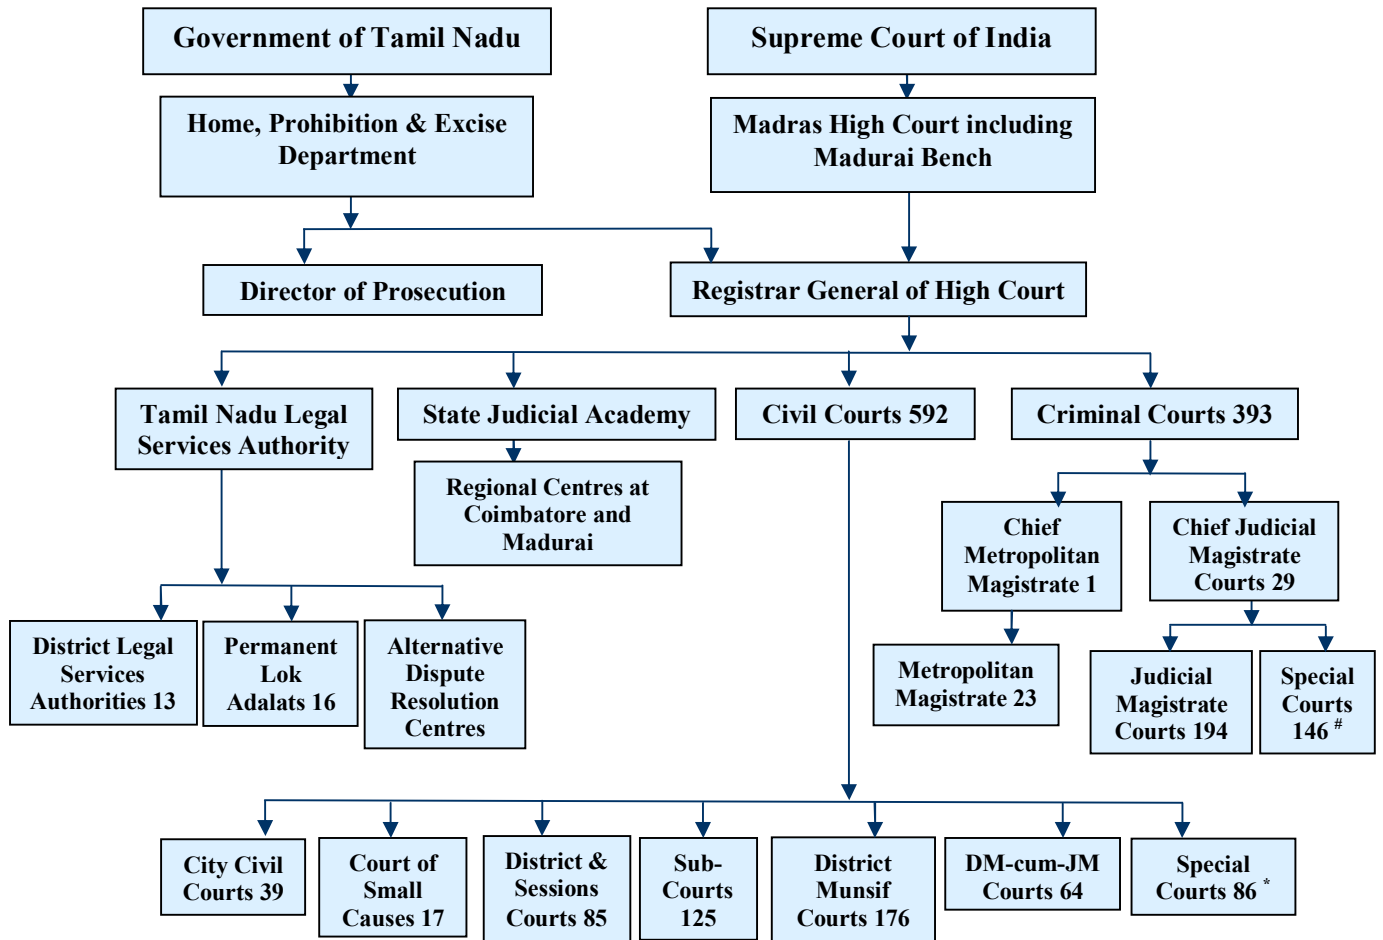 Government of Tamil Nadu
Supreme Court of India
Home, Prohibition & Excise
Department
Madras High Court including
Madurai Bench
Director of Prosecution
Registrar General of High Court
Tamil Nadu Legal
Services Authority
State Judicial Academy
Civil Courts 592
Criminal Courts 393
Regional Centres at
Coimbatore and
Madurai
Chief
Metropolitan
Magistrate 1
Chief Judicial
Magistrate
Courts 29
District Legal
Services
Authorities 13
Permanent
Lok
Adalats 16
Alternative
Dispute
Resolution
Centres
Metropolitan
Magistrate 23
Judicial
Magistrate
Courts 194
Special
Courts
146 #
City Civil
Courts 39
Court of
Small
Causes 17
District &
Sessions
Courts 85
Sub-
Courts
125
District
Munsif
Courts 176
DM-cum-JM
Courts 64
Special
Courts 86 *